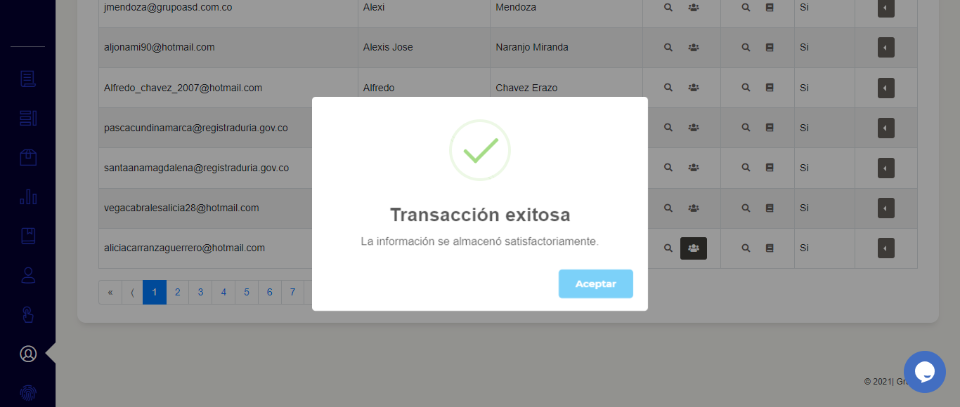 jmendoza@grupoasd.com.co Alexi Mendoza Si
aljonami90@hotmail.com Alexis Jose Naranjo Miranda Si
Alfredo_chavez_2007@hotmail.com Alfredo Chavez Erazo Si
pascacundinamarca@registraduria.gov.co Si
santaanamagdalena@registraduria.gov.co Si
vegacabralesalicia28@hotmail.com Si
aliciacarranzaguerrero@hotmail.com Si
Transacción exitosa
La información se almacenó satisfactoriamente.
Aceptar
« ⟨ 1 2 3 4 5 6 7
© 2021|